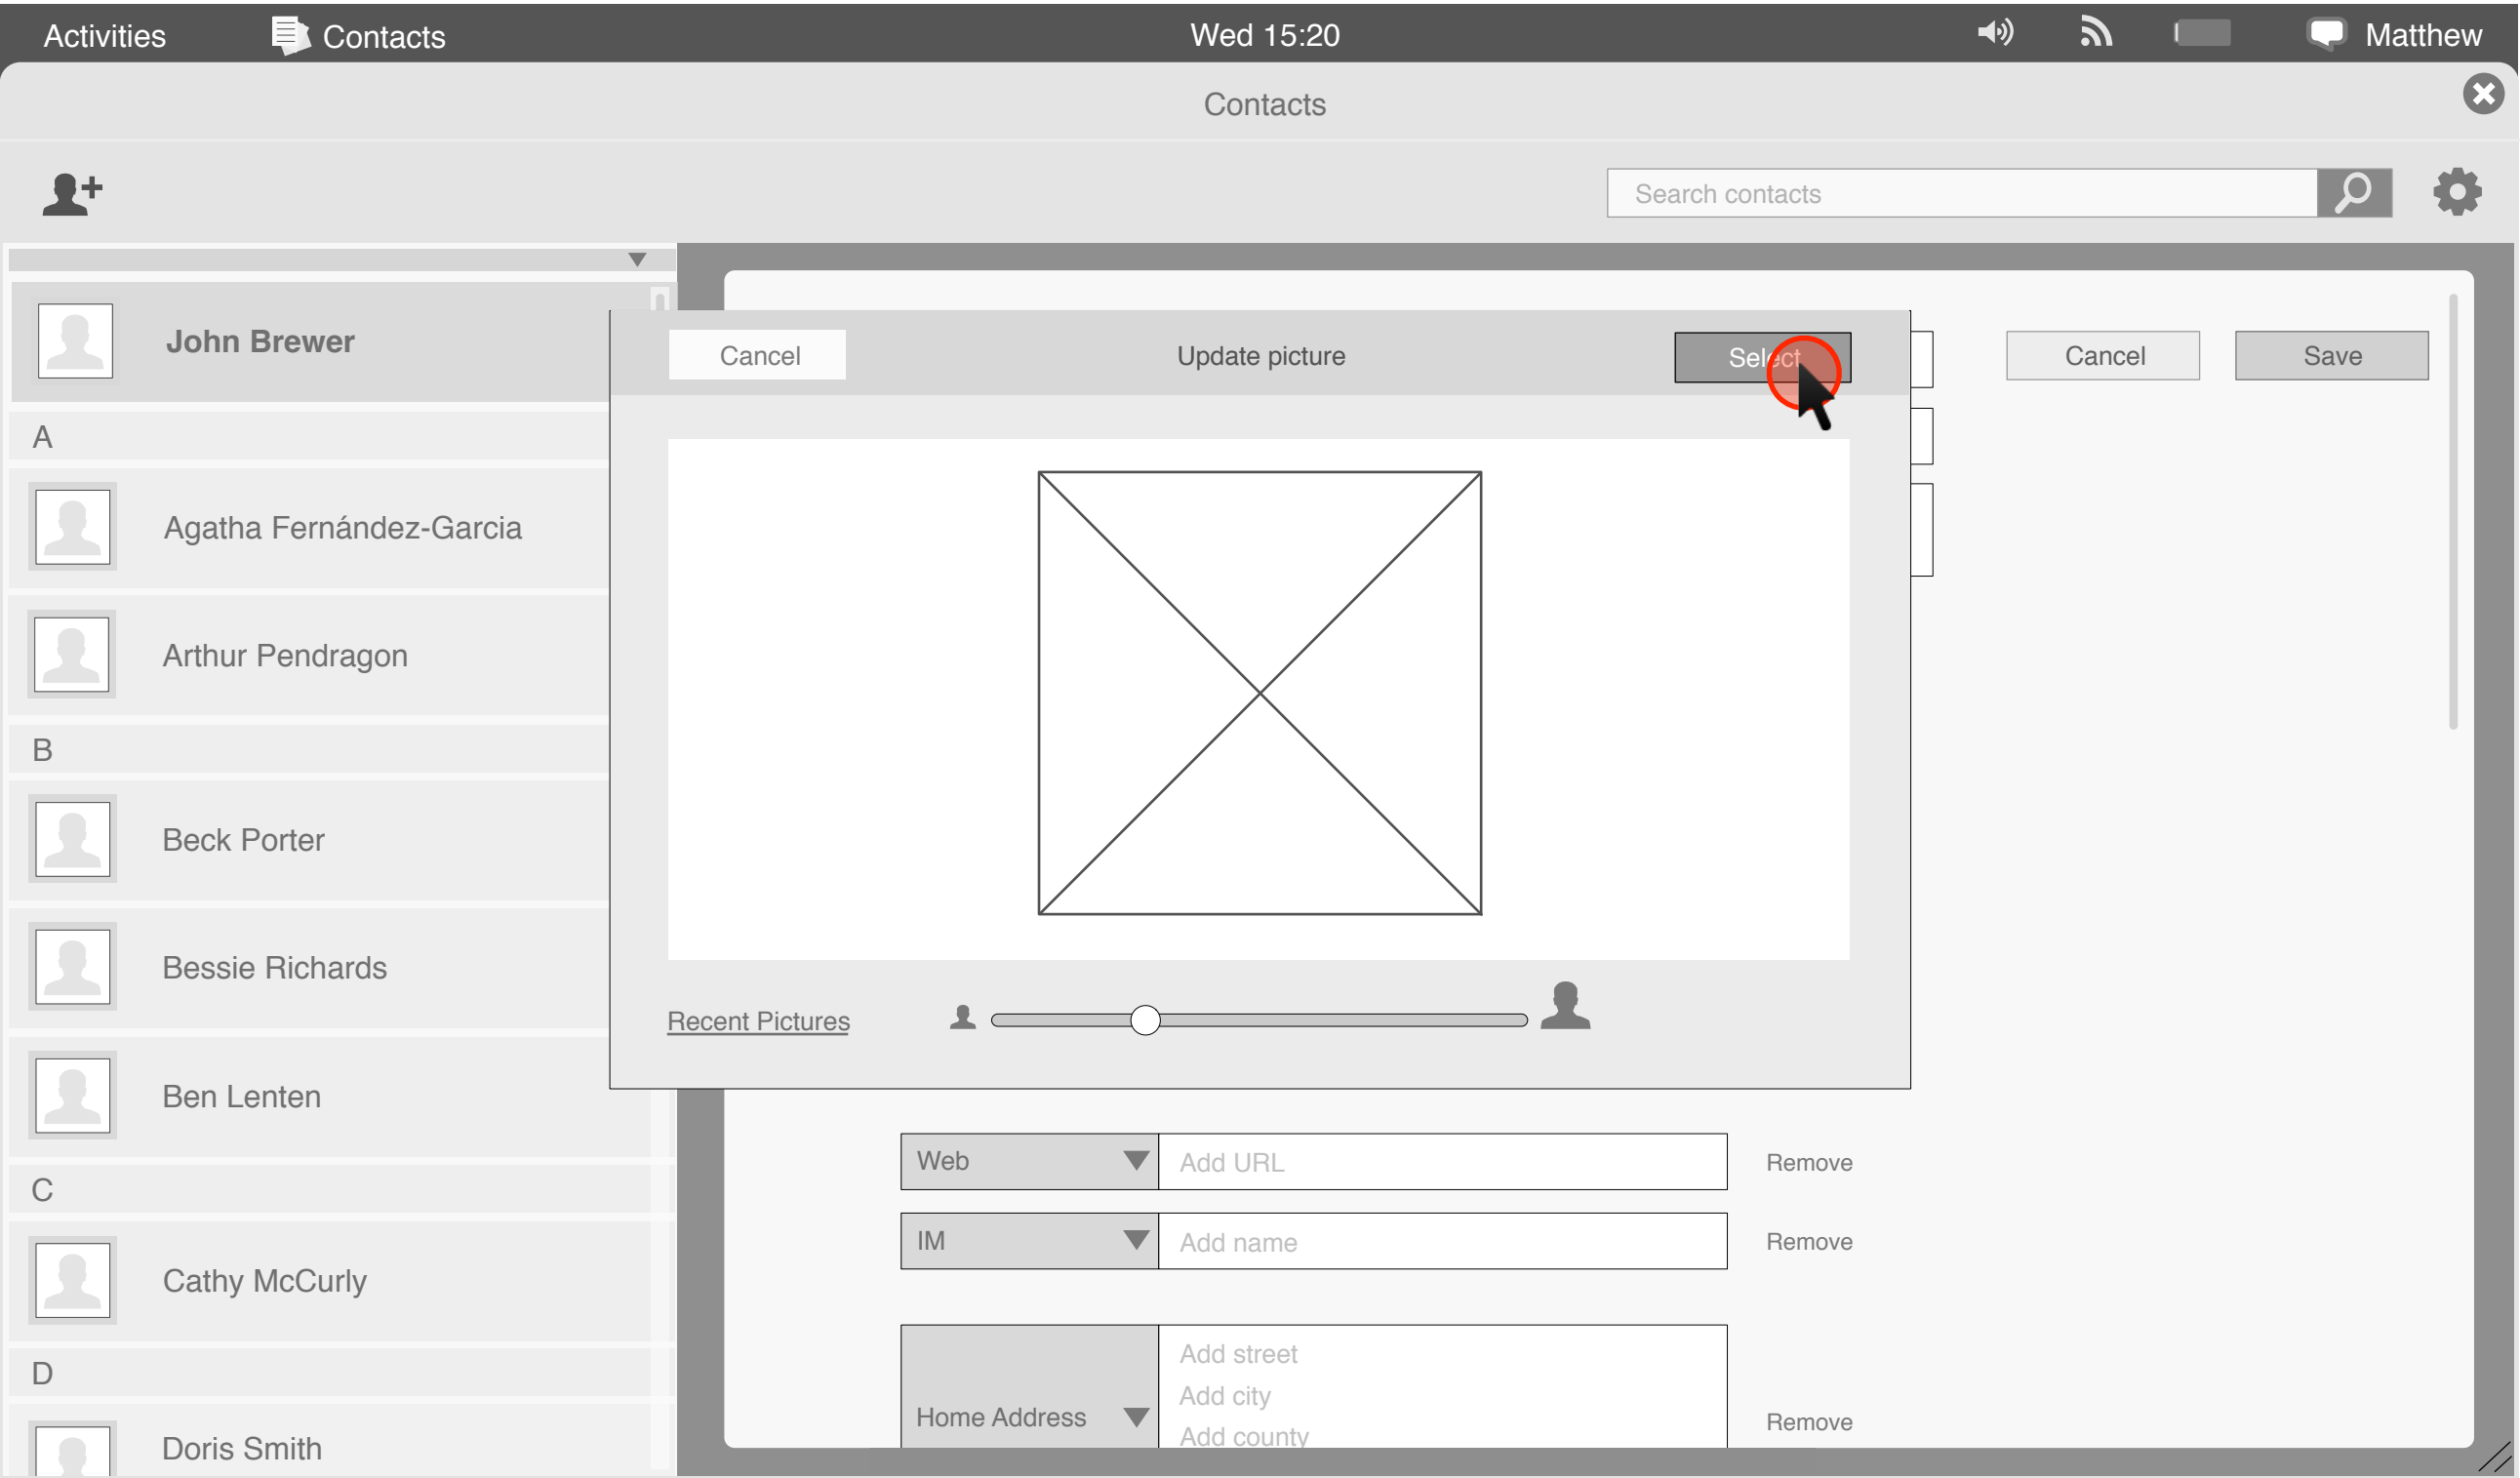 Activities
Contacts
Wed 15:20
Matthew
Contacts
Search contacts
John Brewer
A
Agatha Fernández-Garcia
Arthur Pendragon
B
Beck Porter
Bessie Richards
Ben Lenten
C
Cathy McCurly
D
Doris Smith
Cancel
Update picture
Select
Cancel
Save
Recent Pictures
Web
Add URL
Remove
IM
Add name
Remove
Home Address
Add street
Add city
Add county
Remove